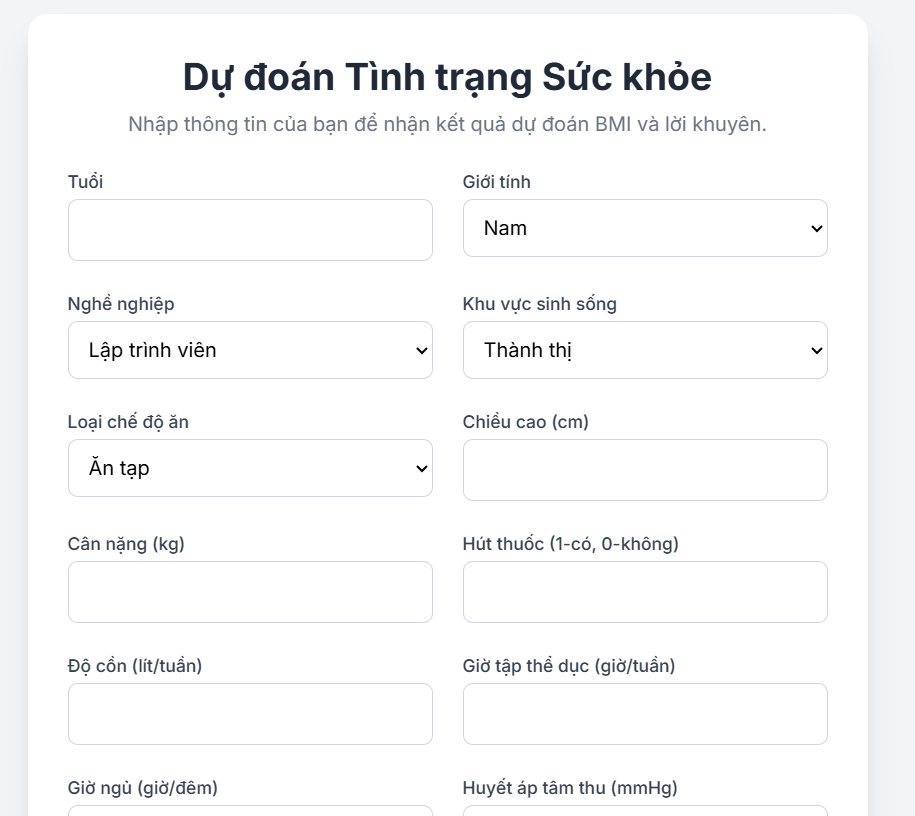 Dự đoán Tình trạng Sức khỏe
Nhập thông tin của bạn để nhận kết quả dự đoán BMI và lời khuyên.
Tuổi
Giới tính
Nam
Nghề nghiệp
Khu vực sinh sống
Lập trình viên
Thành thị
Loại chế độ ăn
Chiều cao (cm)
Ăn tạp
Cân nặng (kg)
Hút thuốc (1-có, 0-không)
Độ cồn (lít/tuần)
Giờ tập thể dục (giờ/tuần)
Giờ ngủ (giờ/đêm)
Huyết áp tâm thu (mmHg)